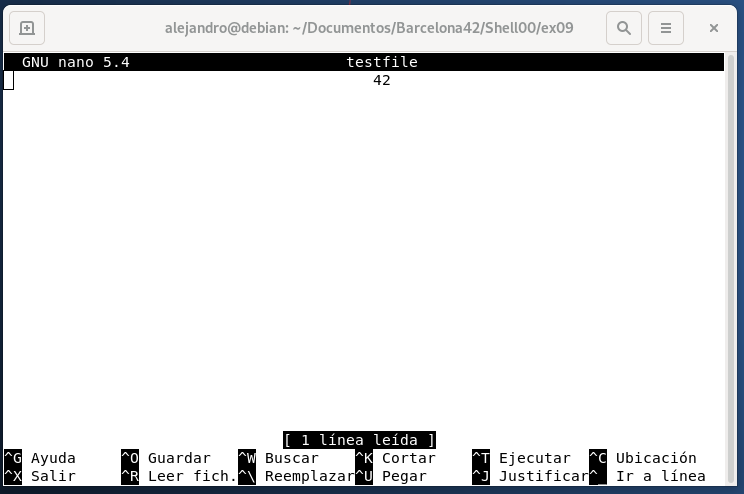 alejandro@debian: ~/Documentos/Barcelona42/Shell00/ex09
GNU nano 5.4 testfile
42
[ 1 línea leída ]
^G Ayuda ^O Guardar ^W Buscar ^K Cortar ^T Ejecutar ^C Ubicación
^X Salir ^R Leer fich. ^\ Reemplazar ^U Pegar ^J Justificar ^_ Ir a línea